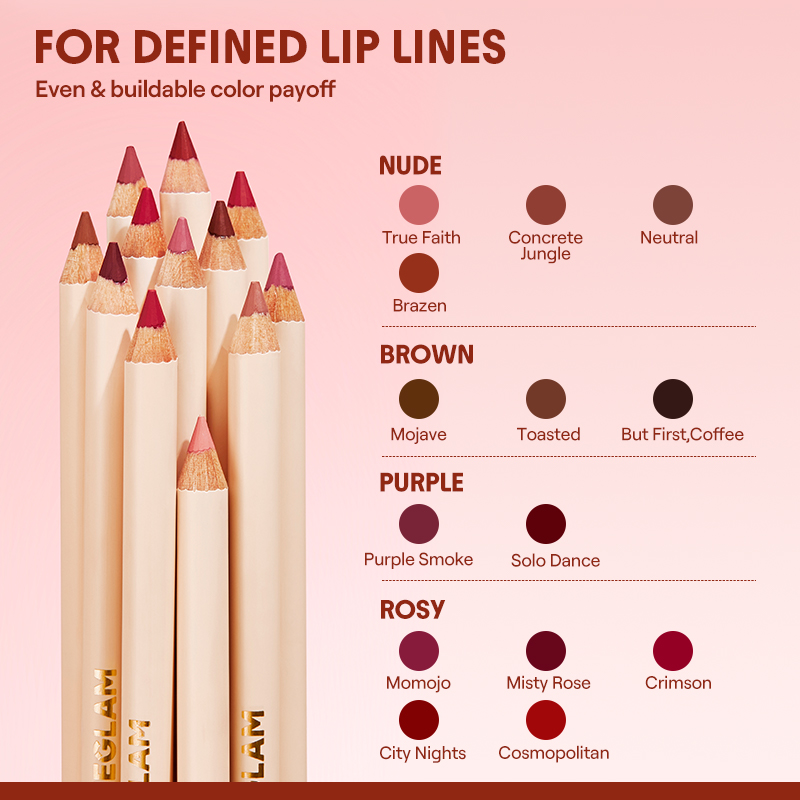 FOR DEFINED LIP LINES
Even & buildable color payoff
NUDE
True Faith
Concrete
Jungle
Neutral
Brazen
BROWN
Mojave
Toasted
But First,Coffee
PURPLE
Purple Smoke
Solo Dance
ROSY
Momojo
Misty Rose
Crimson
City Nights
Cosmopolitan
EGLAM
LAM
GLAM